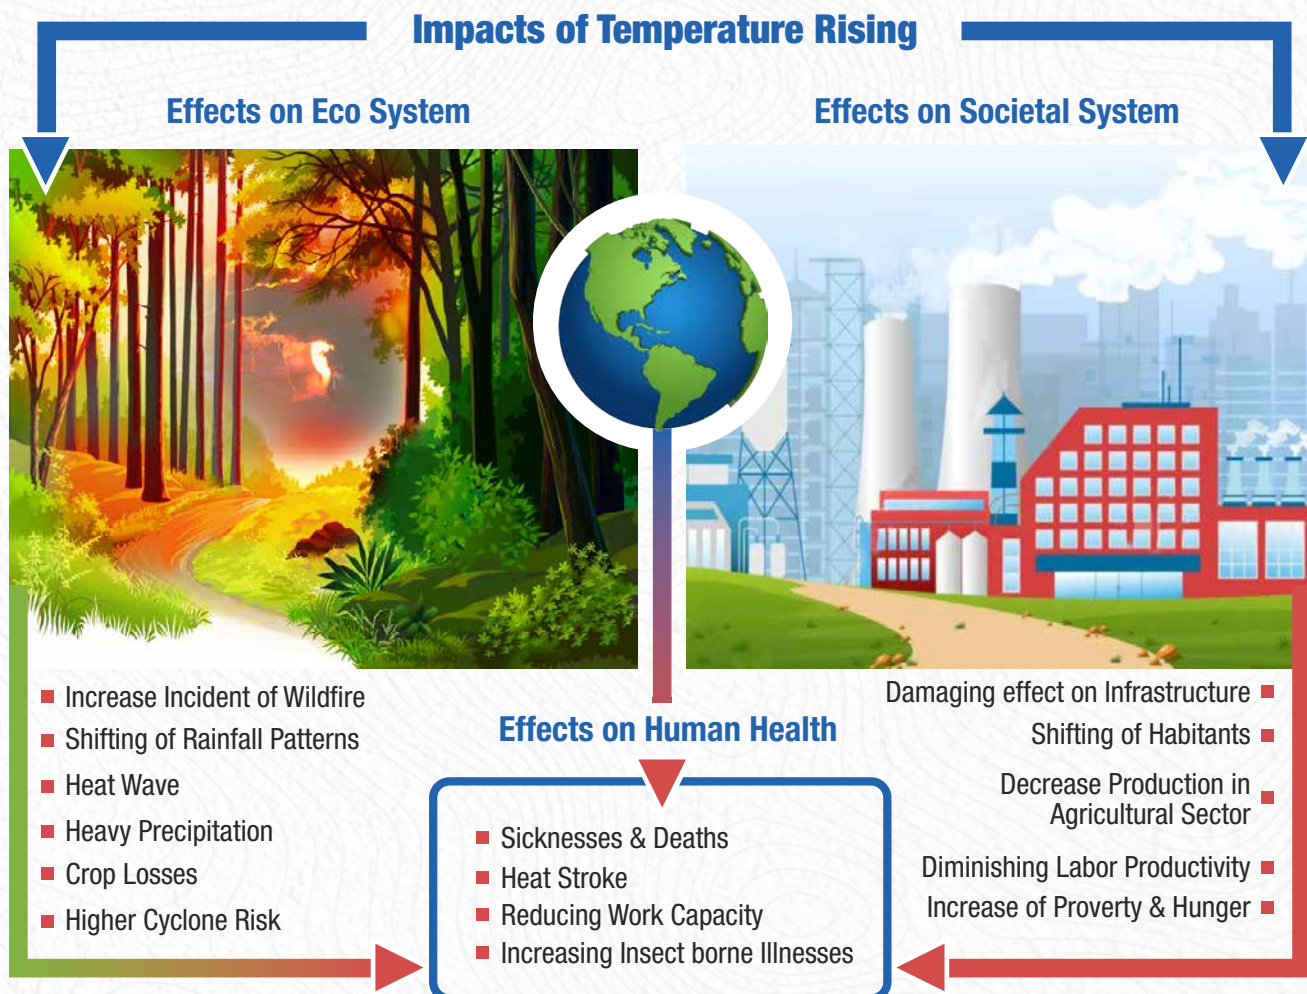 Impacts of Temperature Rising
Effects on Eco System
Effects on Societal System
Increase Incident of Wildfire
Shifting of Rainfall Patterns
Heat Wave
Heavy Precipitation
Crop Losses
Higher Cyclone Risk
Effects on Human Health
Sicknesses & Deaths
Heat Stroke
Reducing Work Capacity
Increasing Insect borne Illnesses
Damaging effect on Infrastructure
Shifting of Habitants
Decrease Production in
Agricultural Sector
Diminishing Labor Productivity
Increase of Proverty & Hunger